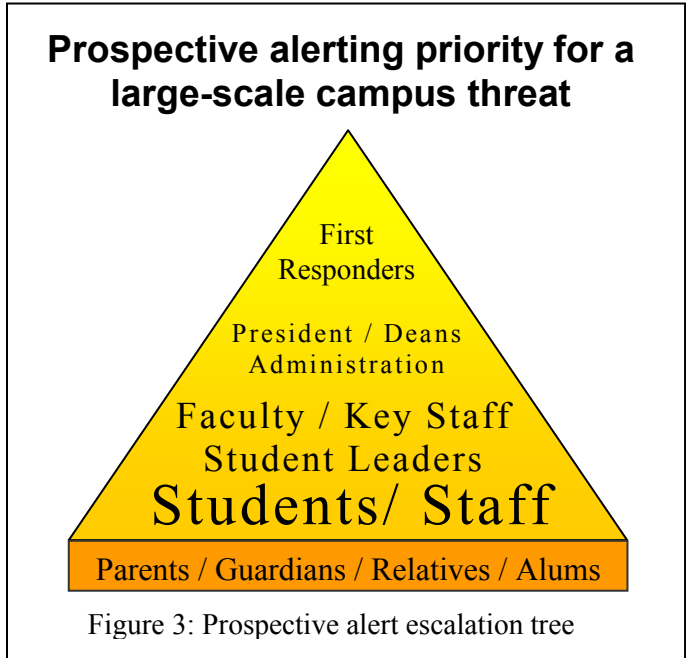 Prospective alerting priority for a
large-scale campus threat
First
Responders
President / Deans
Administration
Faculty / Key Staff
Student Leaders
Students/ Staff
Parents / Guardians / Relatives / Alums
Figure 3: Prospective alert escalation tree